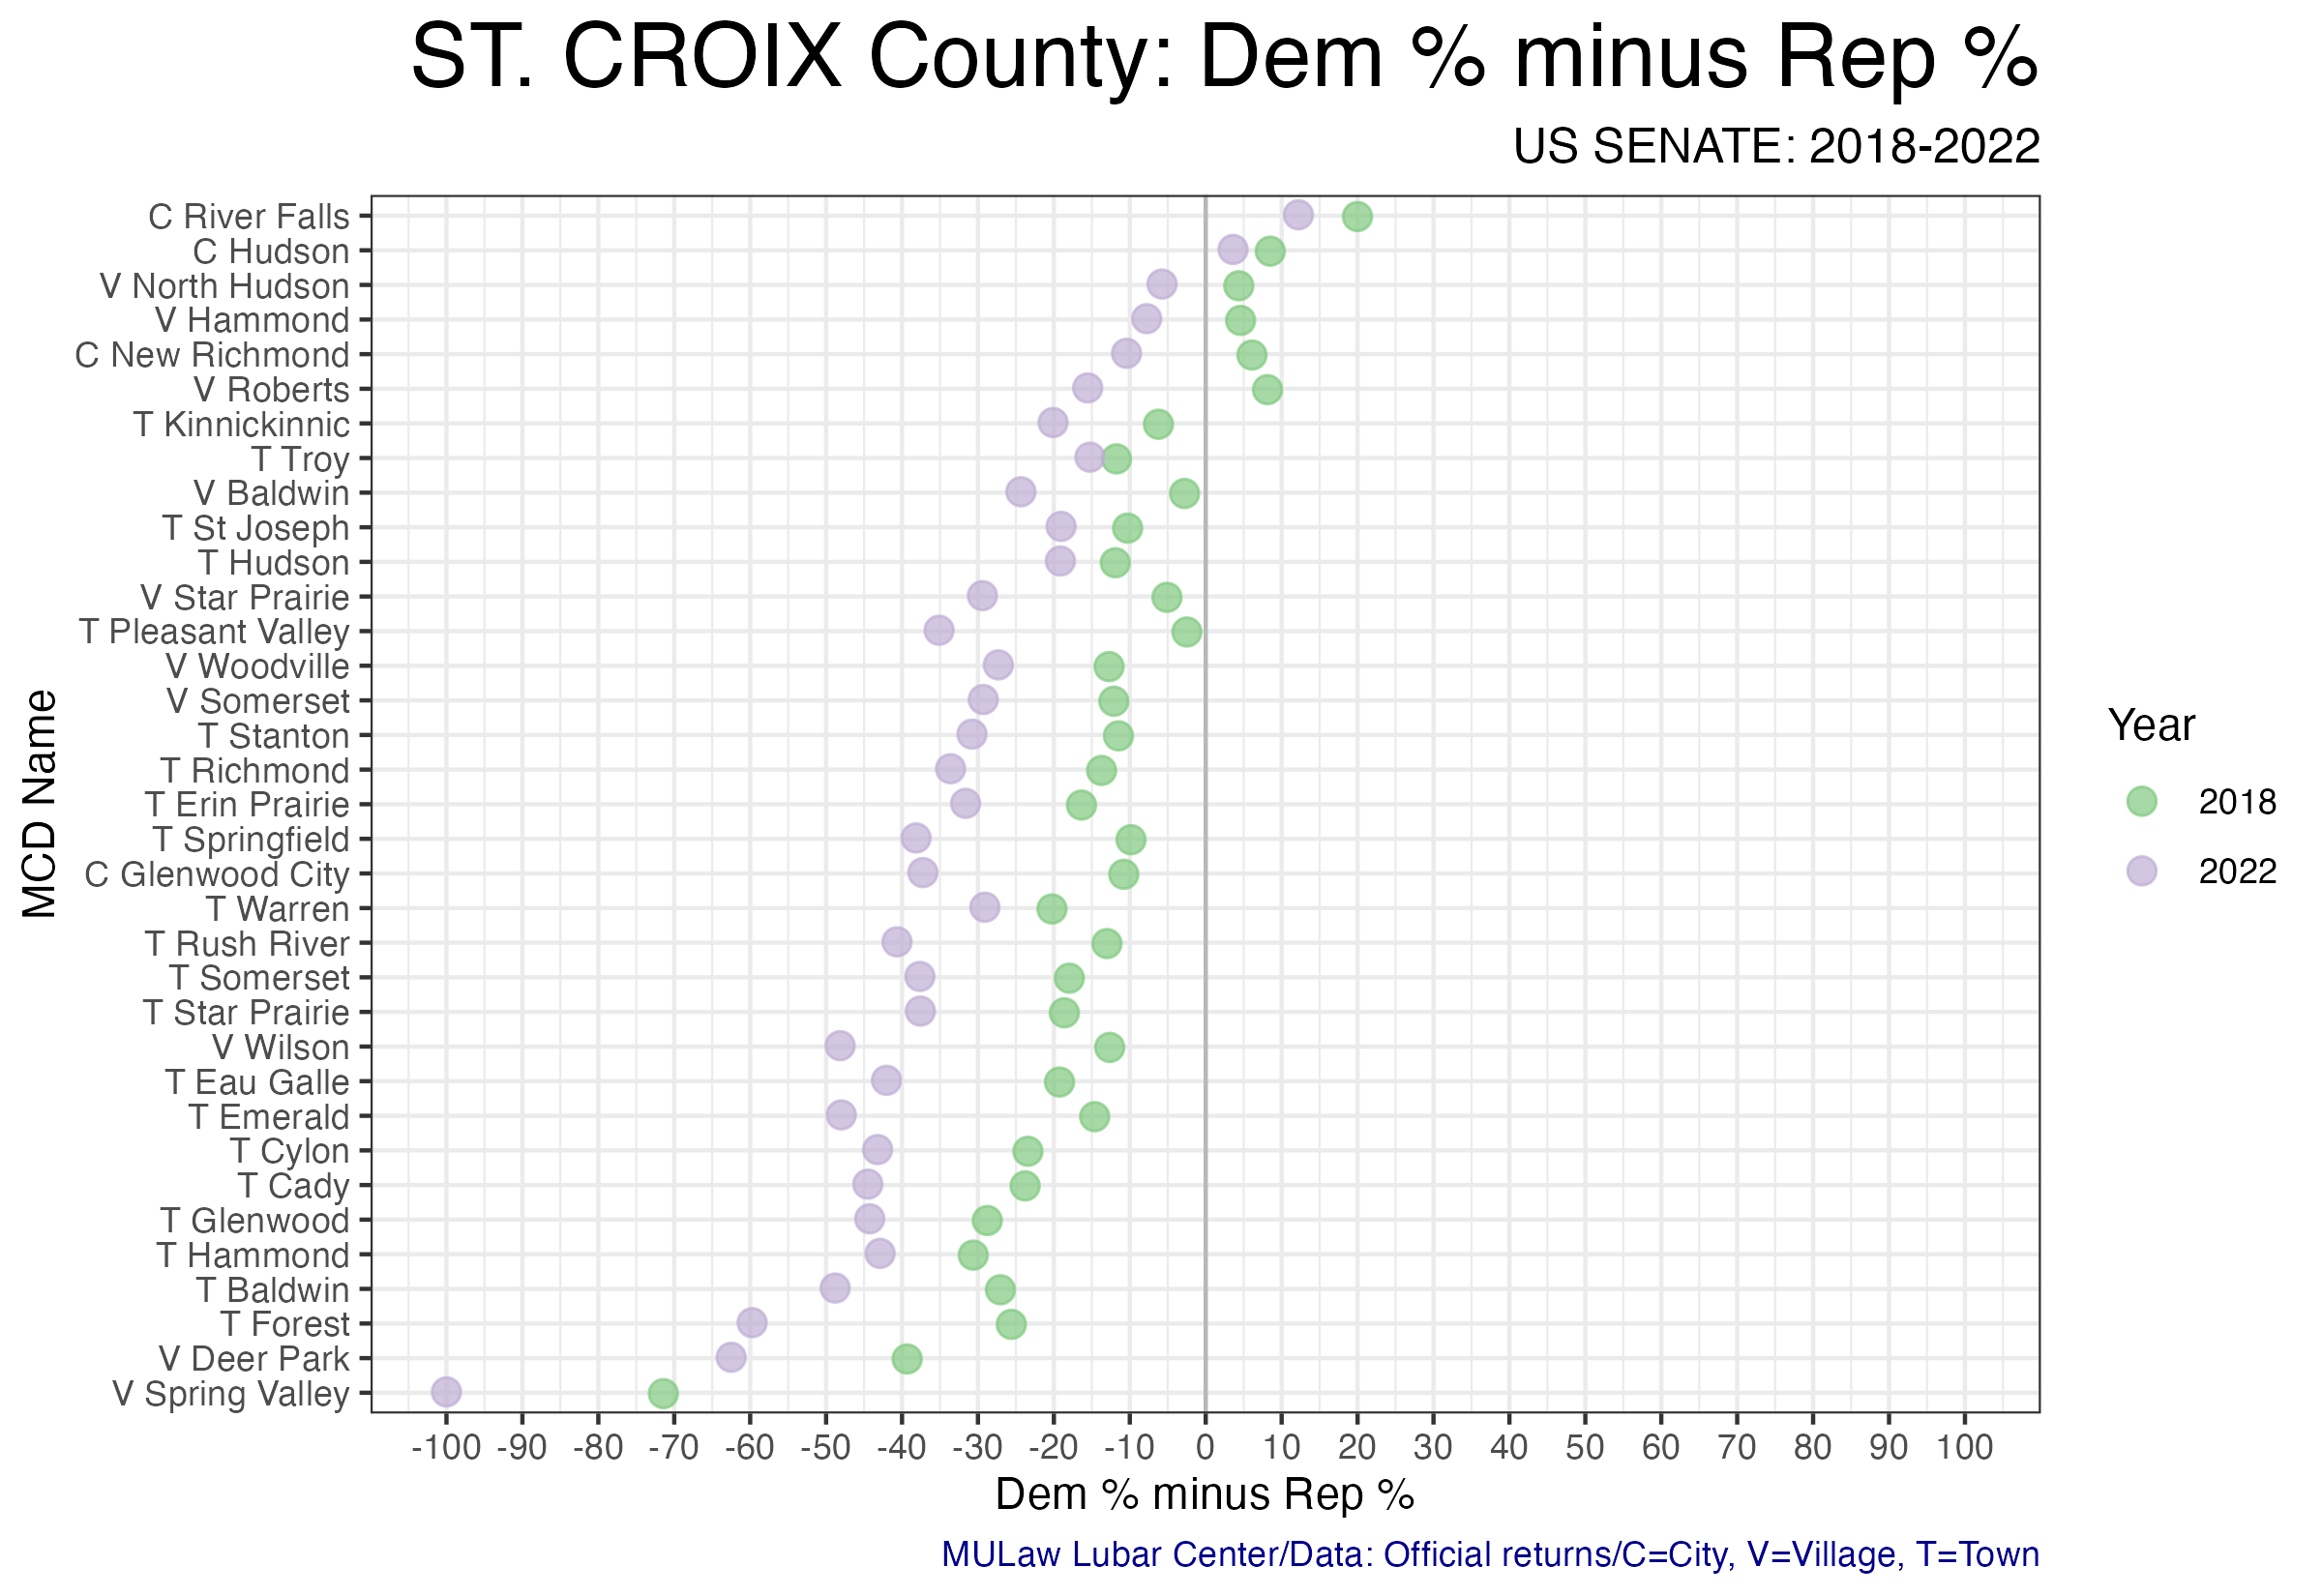 ST. CROIX County: Dem % minus Rep %
US SENATE: 2018-2022
MCD Name
C River Falls
C Hudson
V North Hudson
V Hammond
C New Richmond
V Roberts
T Kinnickinnic
T Troy
V Baldwin
T St Joseph
T Hudson
V Star Prairie
T Pleasant Valley
V Woodville
V Somerset
T Stanton
T Richmond
T Erin Prairie
T Springfield
C Glenwood City
T Warren
T Rush River
T Somerset
T Star Prairie
V Wilson
T Eau Galle
T Emerald
T Cylon
T Cady
T Glenwood
T Hammond
T Baldwin
T Forest
V Deer Park
V Spring Valley
-100 -90 -80 -70 -60 -50 -40 -30 -20 -10 0 10 20 30 40 50 60 70 80 90 100
Dem % minus Rep %
Year
2018
2022
MULaw Lubar Center/Data: Official returns/C=City, V=Village, T=Town